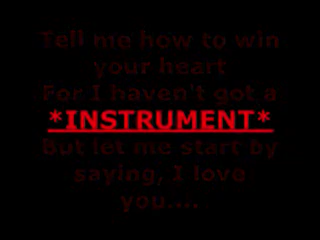 Tell me how to win
your heart
For I haven't got a
*INSTRUMENT*
But let me start by
saying, I love
you....